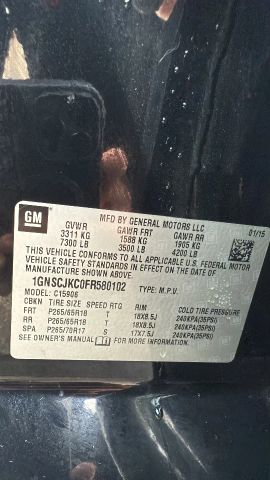 GM
MFD BY GENERAL MOTORS LLC
01/15
GVWR GAWR FRT GAWR RR
3311 KG 1588 KG 1905 KG
7300 LB 3500 LB 4200 LB
THIS VEHICLE CONFORMS TO ALL APPLICABLE U.S. FEDERAL MOTOR
VEHICLE SAFETY STANDARDS IN EFFECT ON THE DATE OF
MANUFACTURE SHOWN ABOVE.
1GNSCJKC0FR580102 TYPE: M.P.V.
MODEL: C15906
CBKN TIRE SIZE SPEED RTG RIM COLD TIRE PRESSURE
FRT P265/65R18 T 18X8.5J 240KPA(35PSI)
RR P265/65R18 T 18X8.5J 240KPA(35PSI)
SPA P265/70R17 S 17X7.5J 240KPA(35PSI)
SEE OWNER'S MANUAL FOR MORE INFORMATION.